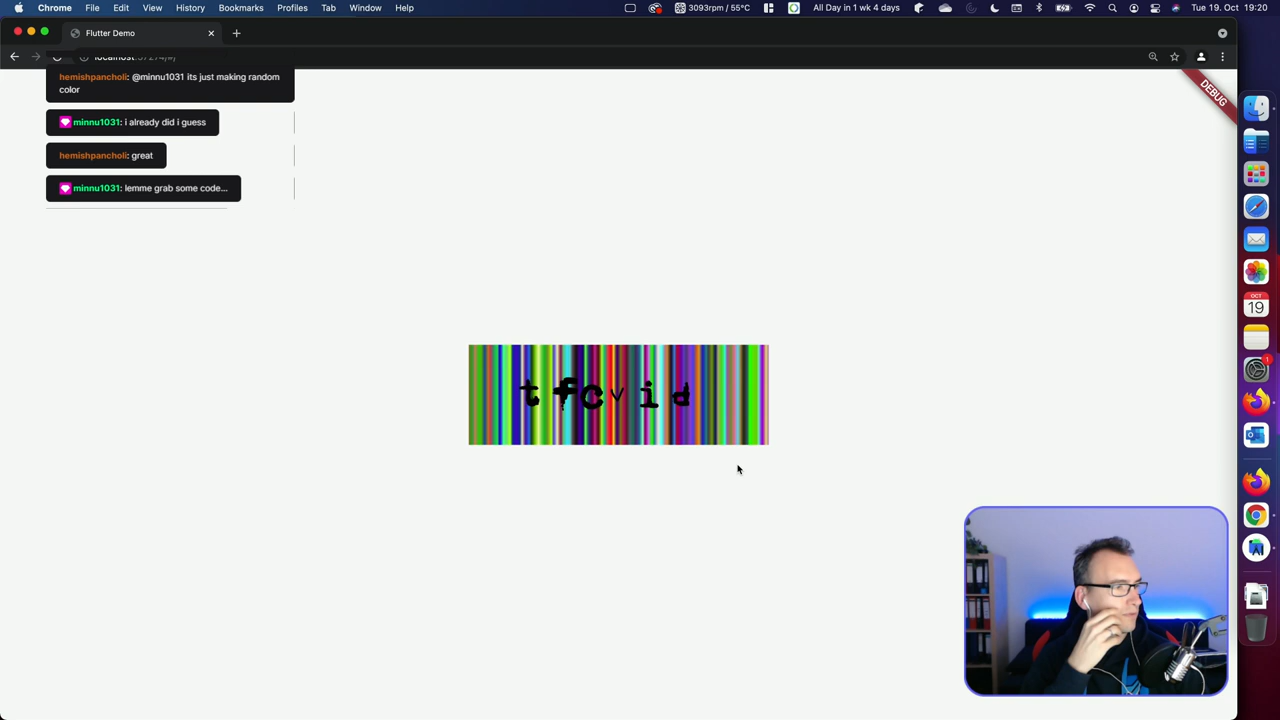 Chrome File Edit View History Bookmarks Profiles Tab Window Help 3093rpm / 55°C All Day in 1 wk 4 days Tue 19. Oct 19:20
Flutter Demo
hemishpancholi: @minnu1031 its just making random
color
minnu1031: i already did i guess
hemishpancholi: great
minnu1031: lemme grab some code...
DEBUG
t f C v i d
OCT
19
1